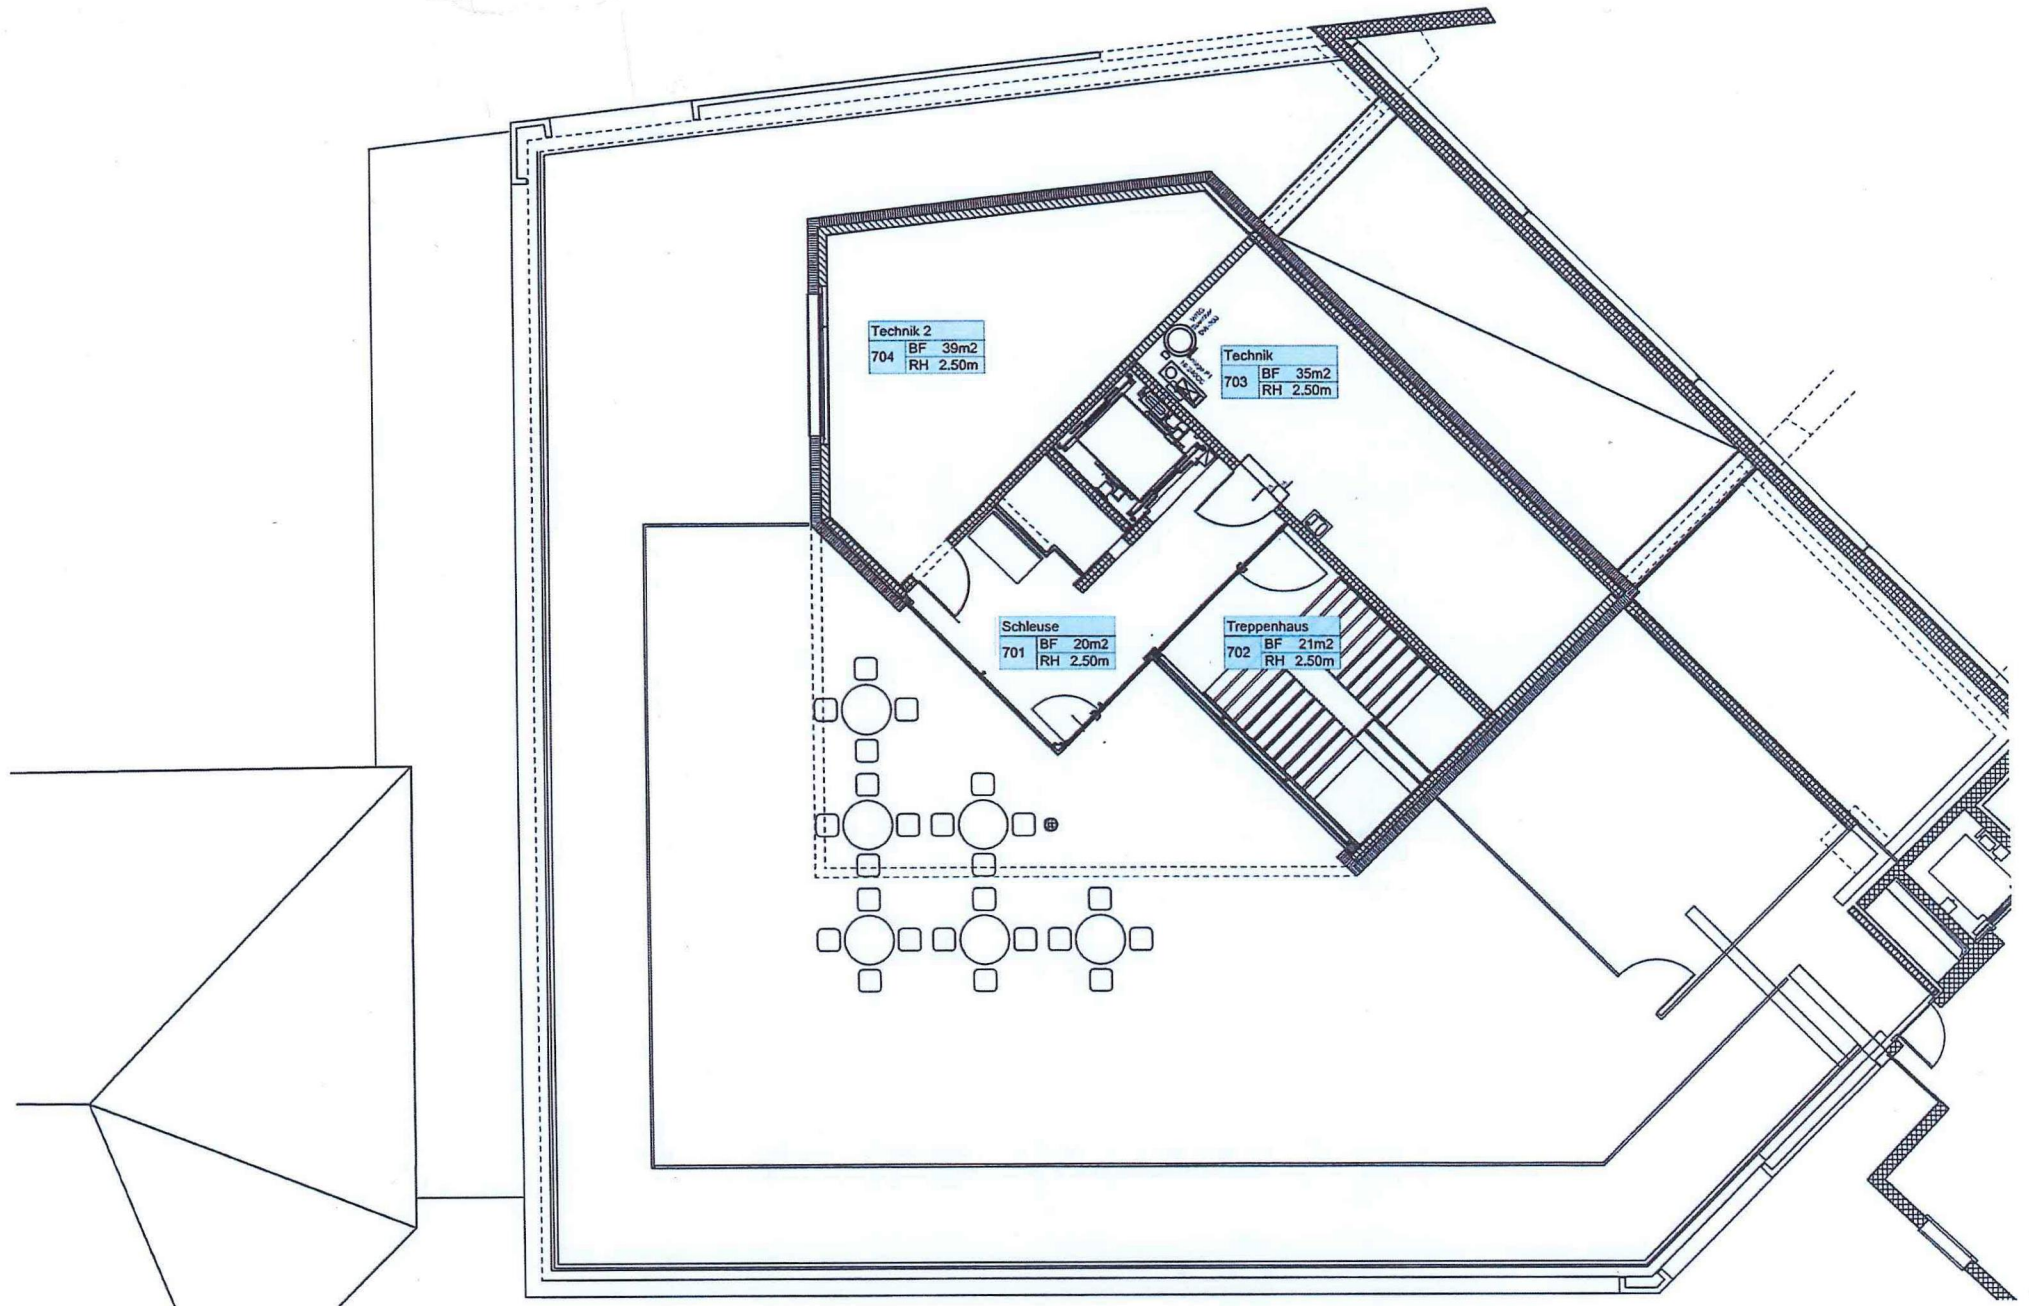 Technik 2
704 BF 39m2
RH 2.50m
Technik
703 BF 35m2
RH 2.50m
Schleuse
701 BF 20m2
RH 2.50m
Treppenhaus
702 BF 21m2
RH 2.50m